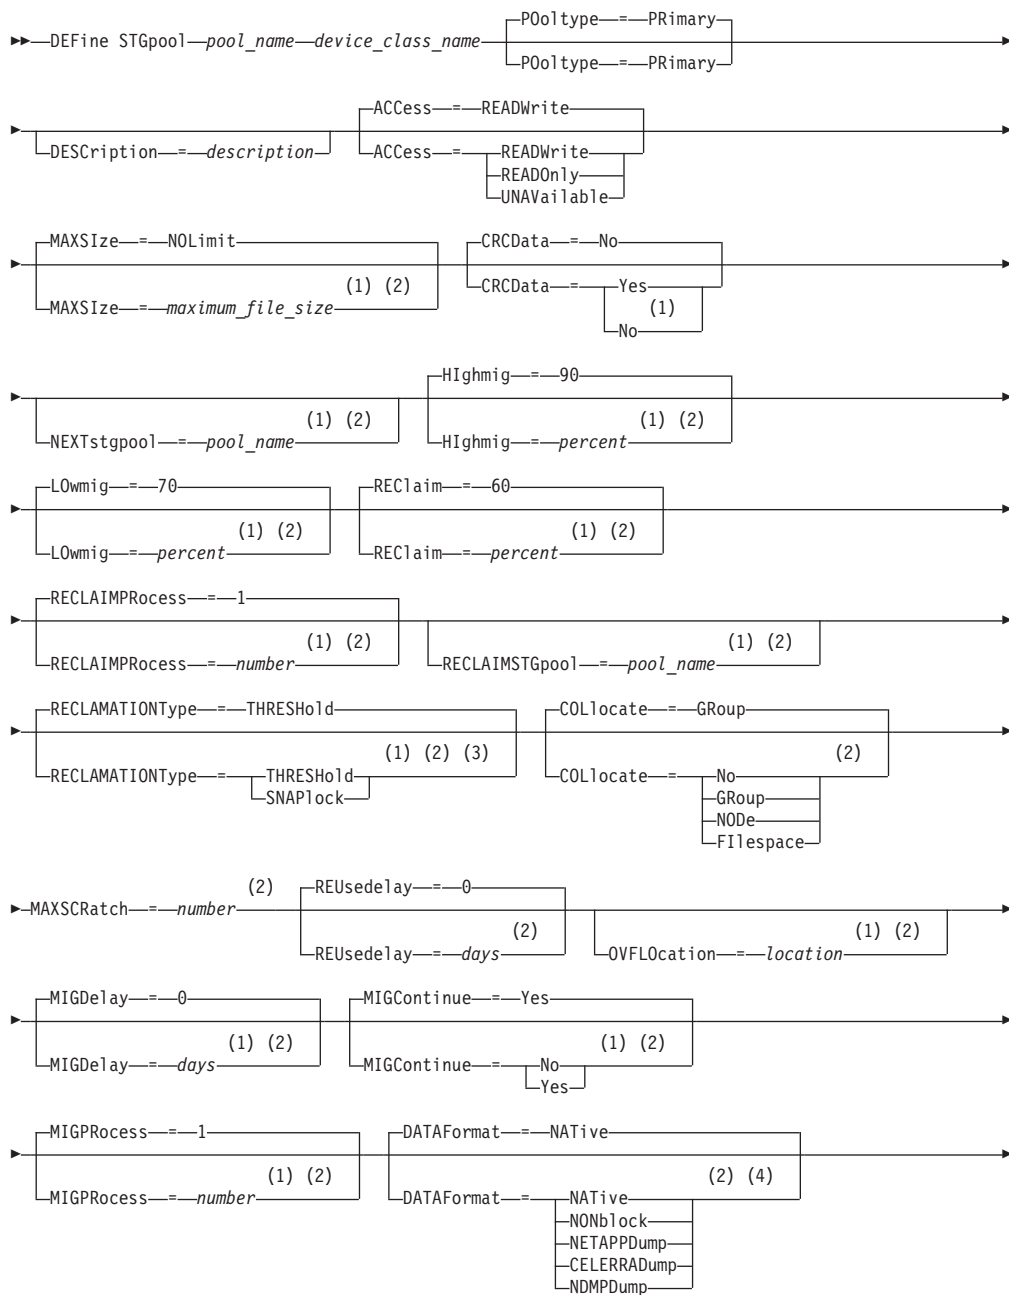 POoltype = PRimary
DEFine STGpool pool_name device_class_name
POoltype = PRimary
ACCess = READWrite
DESCription = description
ACCess = READWrite
READOnly
UNAVailable
MAXSIze = NOLimit
CRCData = No
(1) (2)
MAXSIze = maximum_file_size
CRCData = Yes
(1)
No
HIghmig = 90
(1) (2)
NEXTstgpool = pool_name
(1) (2)
HIghmig = percent
LOwmig = 70
REClaim = 60
(1) (2)
LOwmig = percent
(1) (2)
REClaim = percent
RECLAIMPRocess = 1
(1) (2)
RECLAIMPRocess = number
(1) (2)
RECLAIMSTGpool = pool_name
RECLAMATIONType = THRESHold
COLlocate = GRoup
(1) (2) (3)
RECLAMATIONType = THRESHold
SNAPlock
(2)
COLlocate = No
GRoup
NODe
FIlespace
(2)
MAXSCRatch = number
REUsedelay = 0
(2)
REUsedelay = days
(1) (2)
OVFLOcation = location
MIGDelay = 0
MIGContinue = Yes
(1) (2)
MIGDelay = days
(1) (2)
MIGContinue = No
Yes
MIGPRocess = 1
DATAFormat = NATive
(1) (2)
MIGPRocess = number
(2) (4)
DATAFormat = NATive
NONblock
NETAPPDump
CELERRADump
NDMPDump